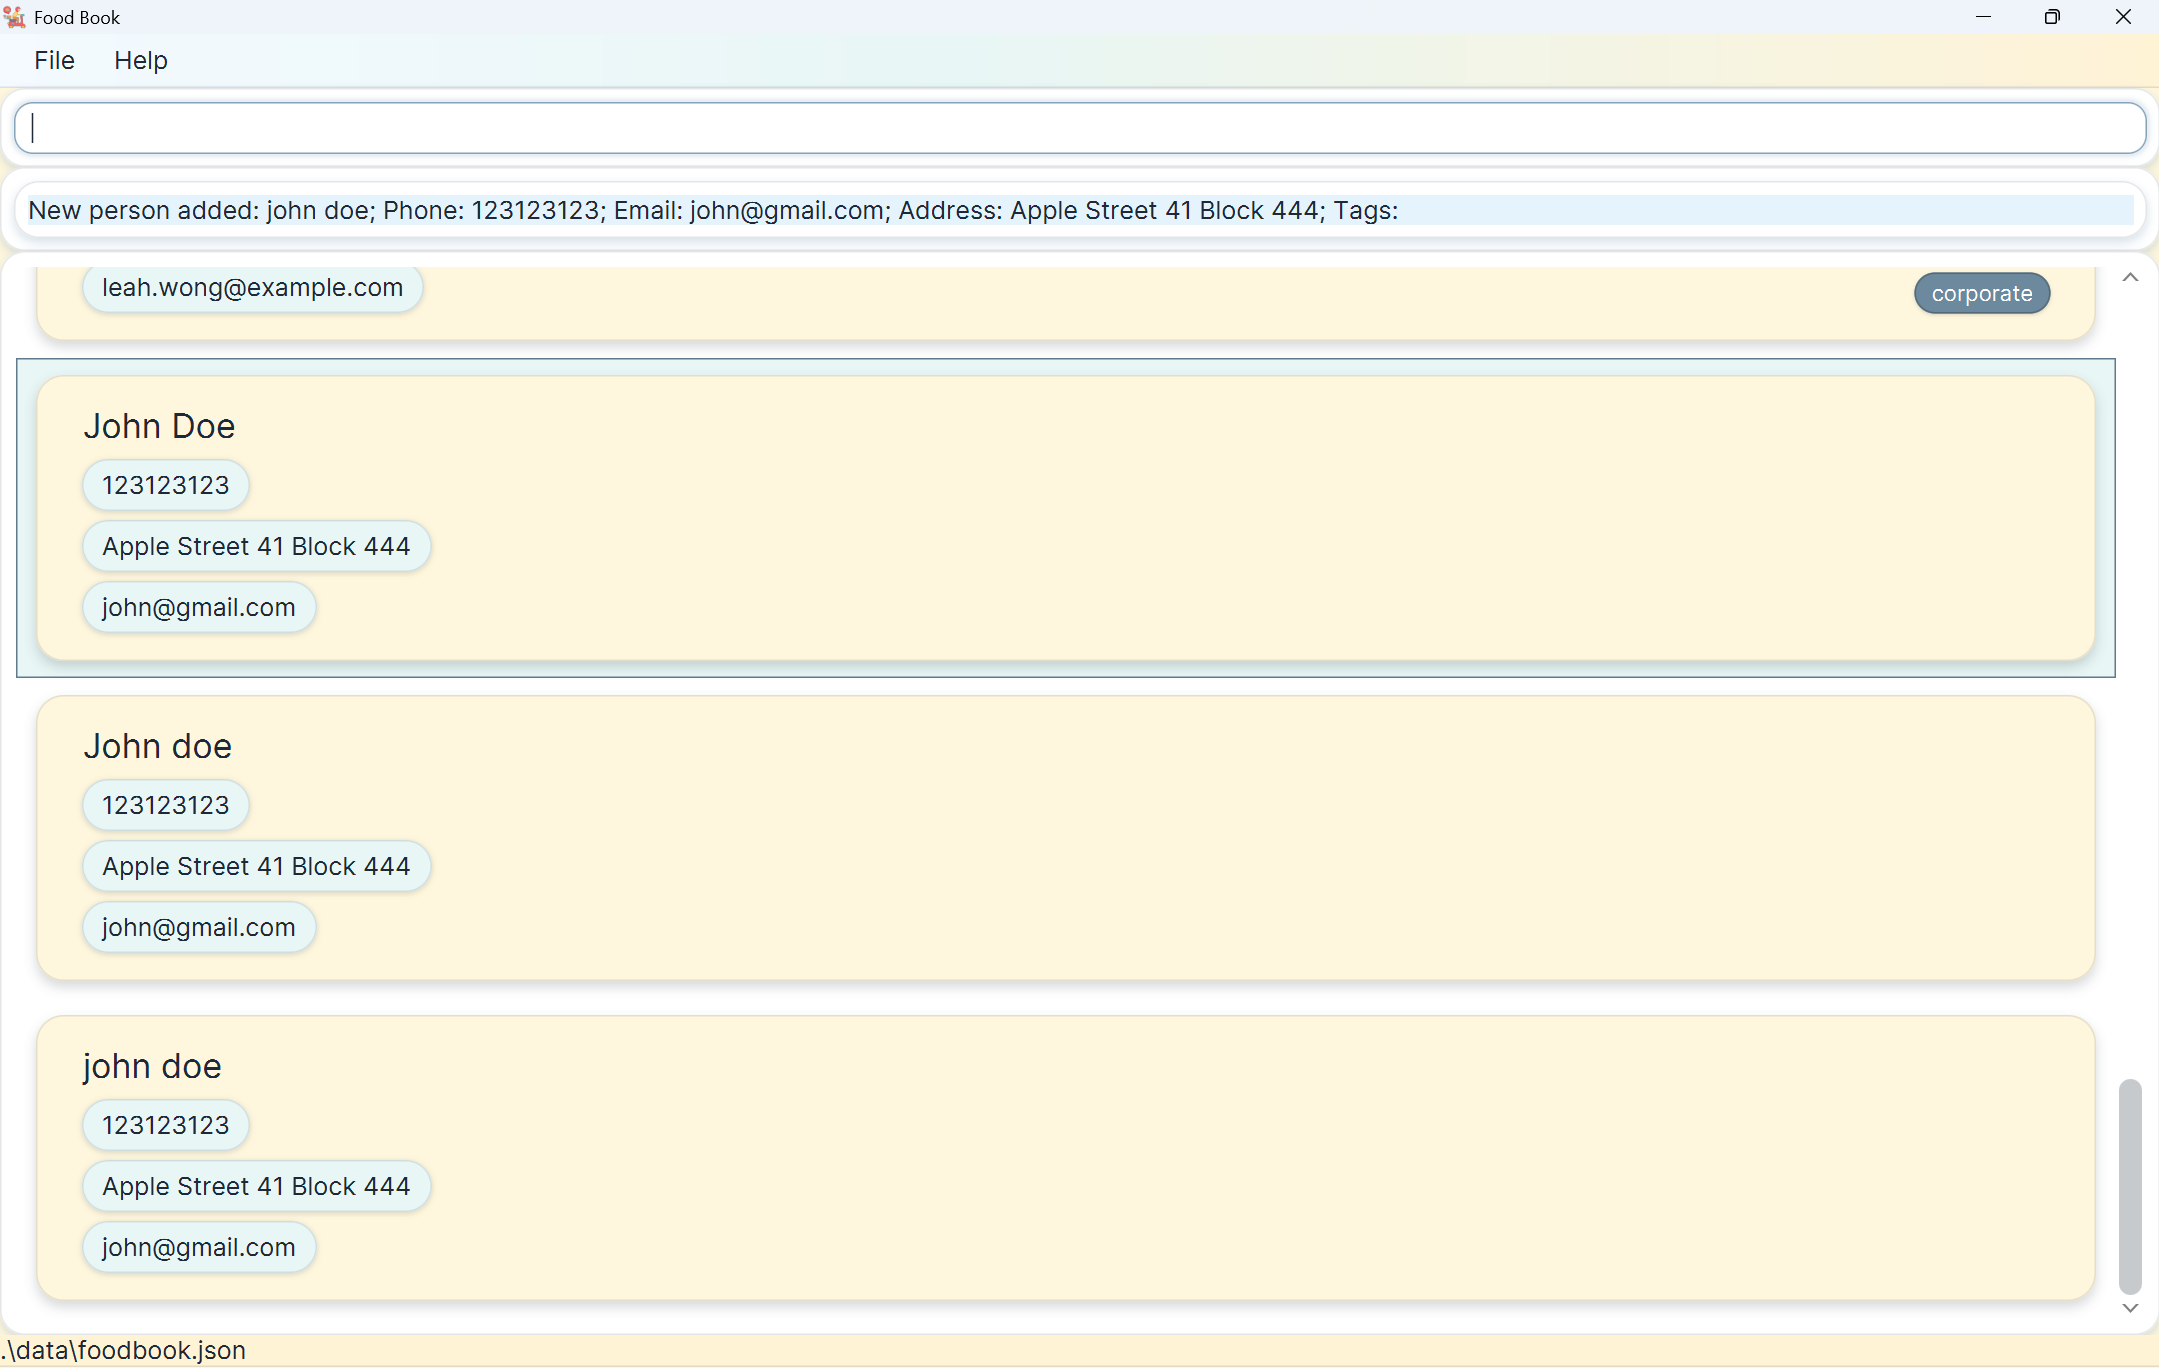 Food Book
File Help
New person added: john doe; Phone: 123123123; Email: john@gmail.com; Address: Apple Street 41 Block 444; Tags:
leah.wong@example.com
corporate
John Doe
123123123
Apple Street 41 Block 444
john@gmail.com
John doe
123123123
Apple Street 41 Block 444
john@gmail.com
john doe
123123123
Apple Street 41 Block 444
john@gmail.com
.\data\foodbook.json